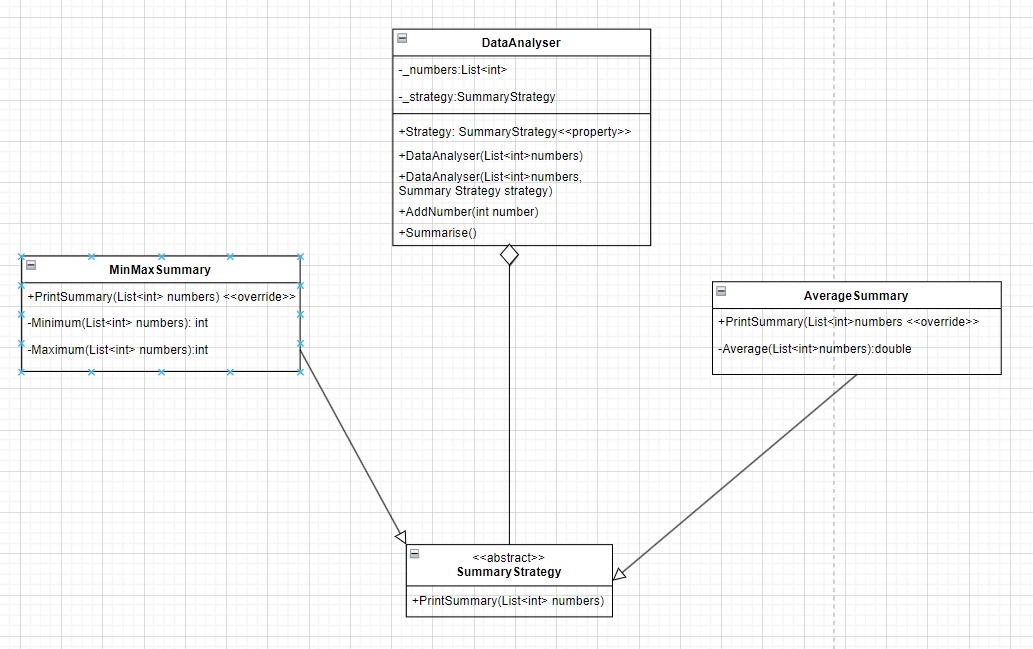 DataAnalyser
-_numbers:List<int>
-_strategy:SummaryStrategy
+Strategy: SummaryStrategy<<property>>
+DataAnalyser(List<int>numbers)
+DataAnalyser(List<int>numbers,
Summary Strategy strategy)
+AddNumber(int number)
+Summarise()
MinMaxSummary
+PrintSummary(List<int> numbers) <<override>>
-Minimum(List<int> numbers): int
-Maximum(List<int> numbers):int
AverageSummary
+PrintSummary(List<int>numbers <<override>>
-Average(List<int>numbers):double
<<abstract>>
SummaryStrategy
+PrintSummary(List<int> numbers)